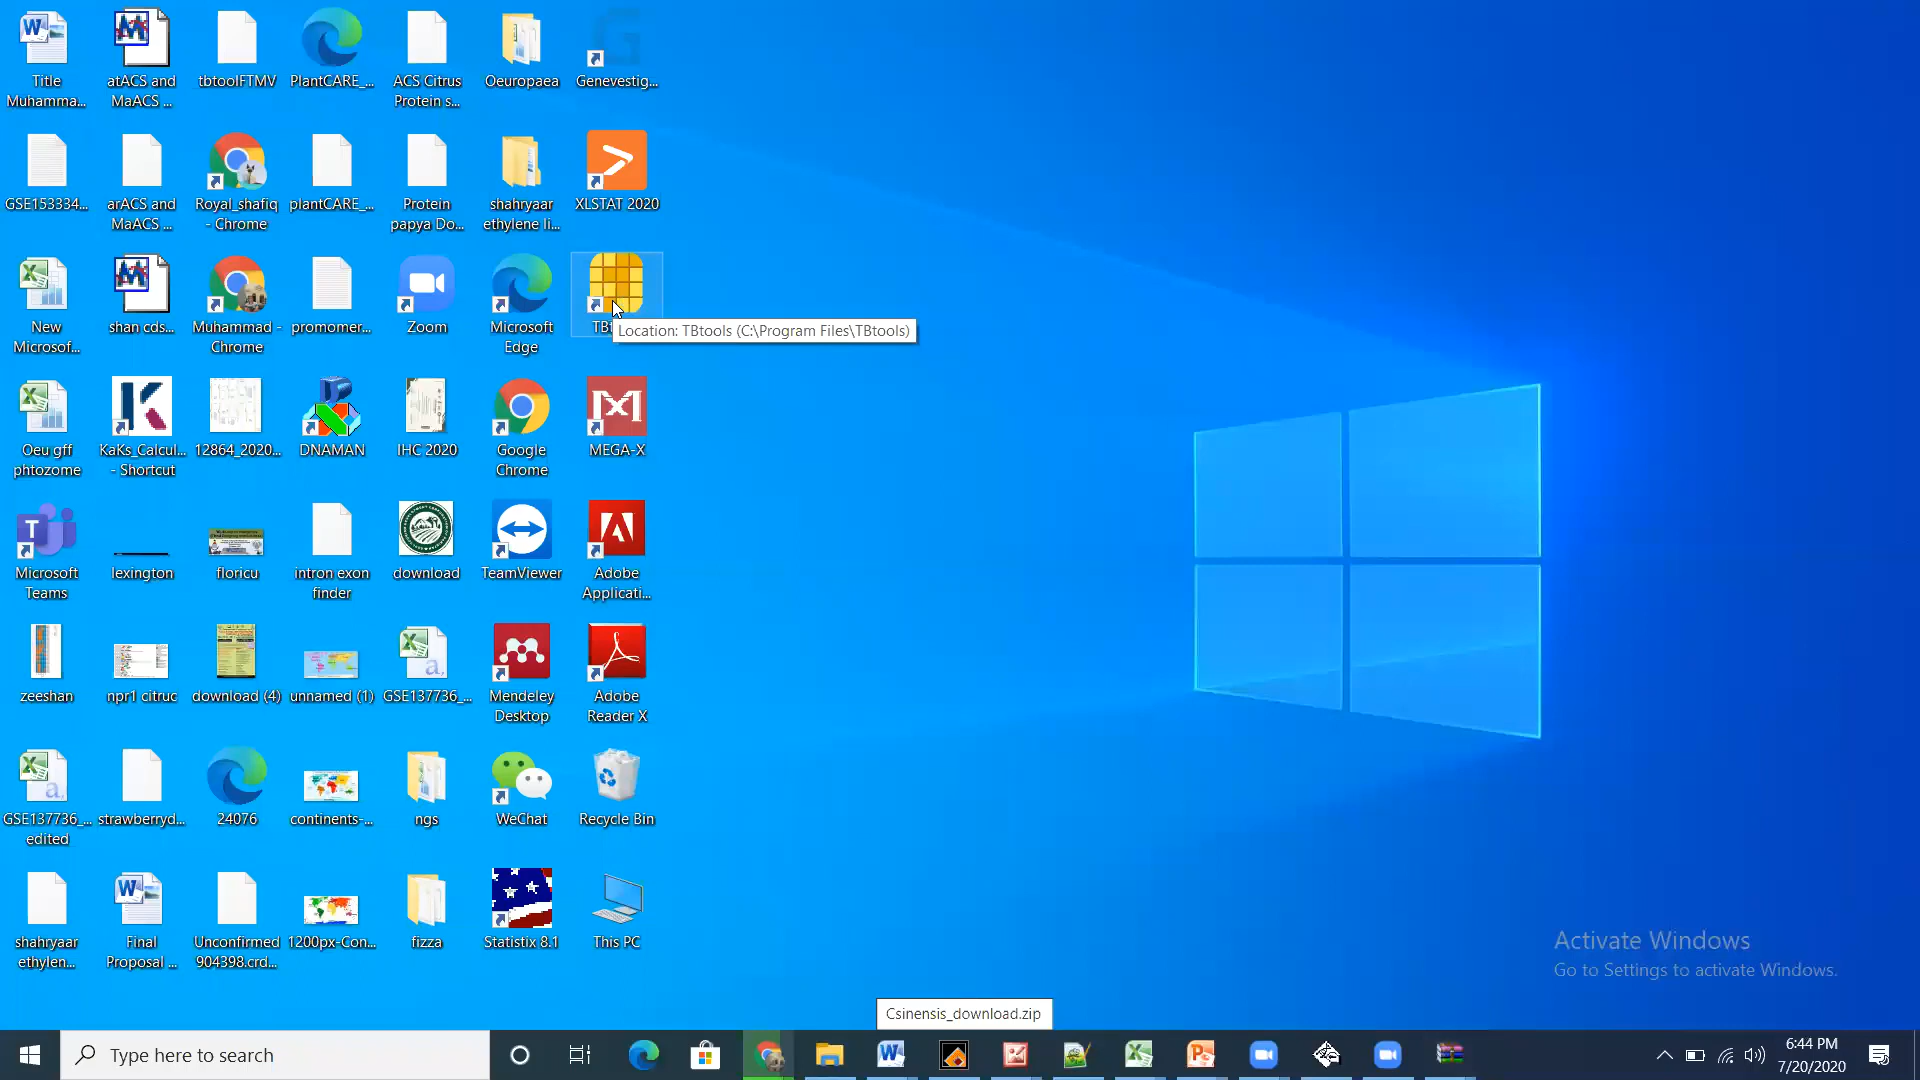 Title
Muhamma...
atACS and
MaACS ...
tbtoolFTMV
PlantCARE_...
ACS Citrus
Protein s...
Oeuropaea
Genevestig...
GSE153334...
arACS and
MaACS ...
Royal_shafiq
- Chrome
plantCARE_...
Protein
papya Do...
shahryaar
ethylene li...
XLSTAT 2020
New
Microsof...
shan cds...
Muhammad -
Chrome
promomer...
Zoom
Microsoft
Edge
Location: TBtools (C:\Program Files\TBtools)
Oeu gff
phtozome
KaKs_Calcul...
- Shortcut
12864_2020...
DNAMAN
IHC 2020
Google
Chrome
MEGA-X
Microsoft
Teams
lexington
floricu
intron exon
finder
download
TeamViewer
Adobe
Applicati...
zeeshan
npr1 citruc
download (4)
unnamed (1)
GSE137736_...
Mendeley
Desktop
Adobe
Reader X
GSE137736_...
edited
strawberryd...
24076
continents-...
ngs
WeChat
Recycle Bin
shahryaar
ethylen...
Final
Proposal ...
Unconfirmed
904398.crd...
1200px-Con...
fizza
Statistix 8.1
This PC
Activate Windows
Go to Settings to activate Windows.
Csinensis_download.zip
Type here to search
6:44 PM
7/20/2020